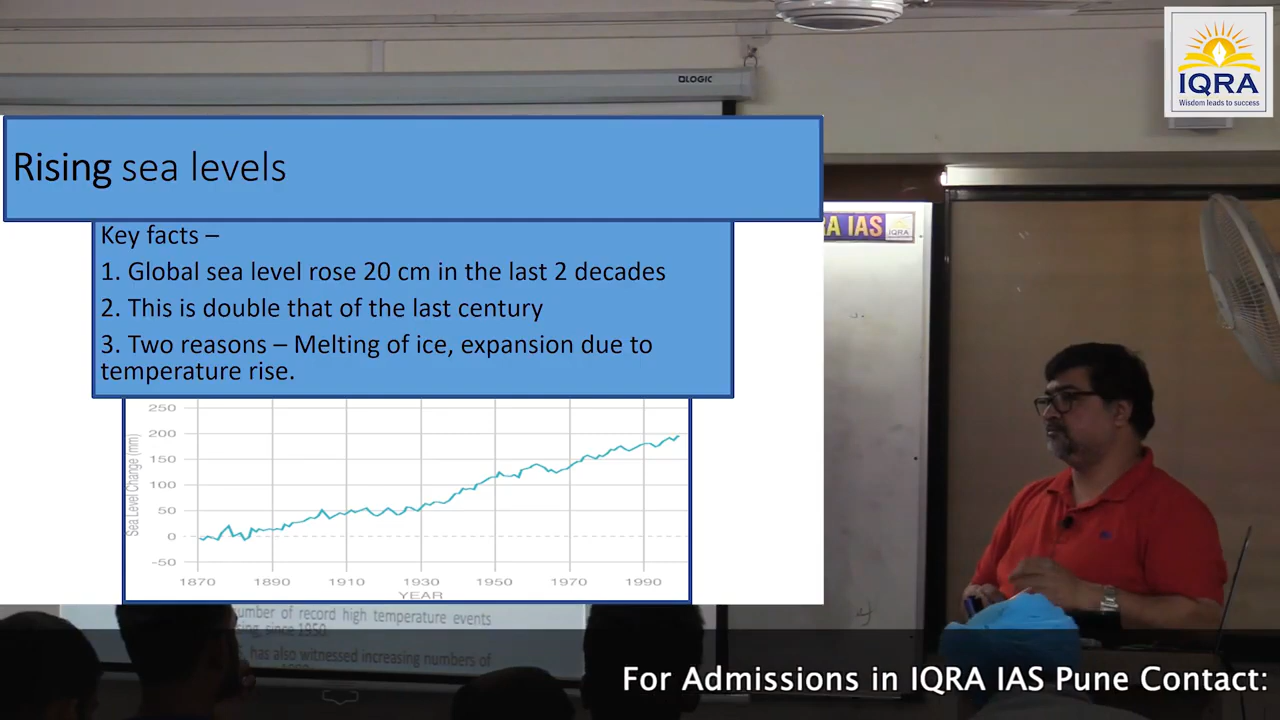 DLOGIC
IQRA
Wisdom leads to success
Rising sea levels
A IAS
IQRA
Key facts –
1. Global sea level rose 20 cm in the last 2 decades
2. This is double that of the last century
3. Two reasons – Melting of ice, expansion due to
temperature rise.
Sea Level Change (mm)
250
200
150
100
50
0
-50
1870 1890 1910 1930 1950 1970 1990
YEAR
umber of record high temperature events
sing, since 1950
has also witnessed increasing numbers of
For Admissions in IQRA IAS Pune Contact: